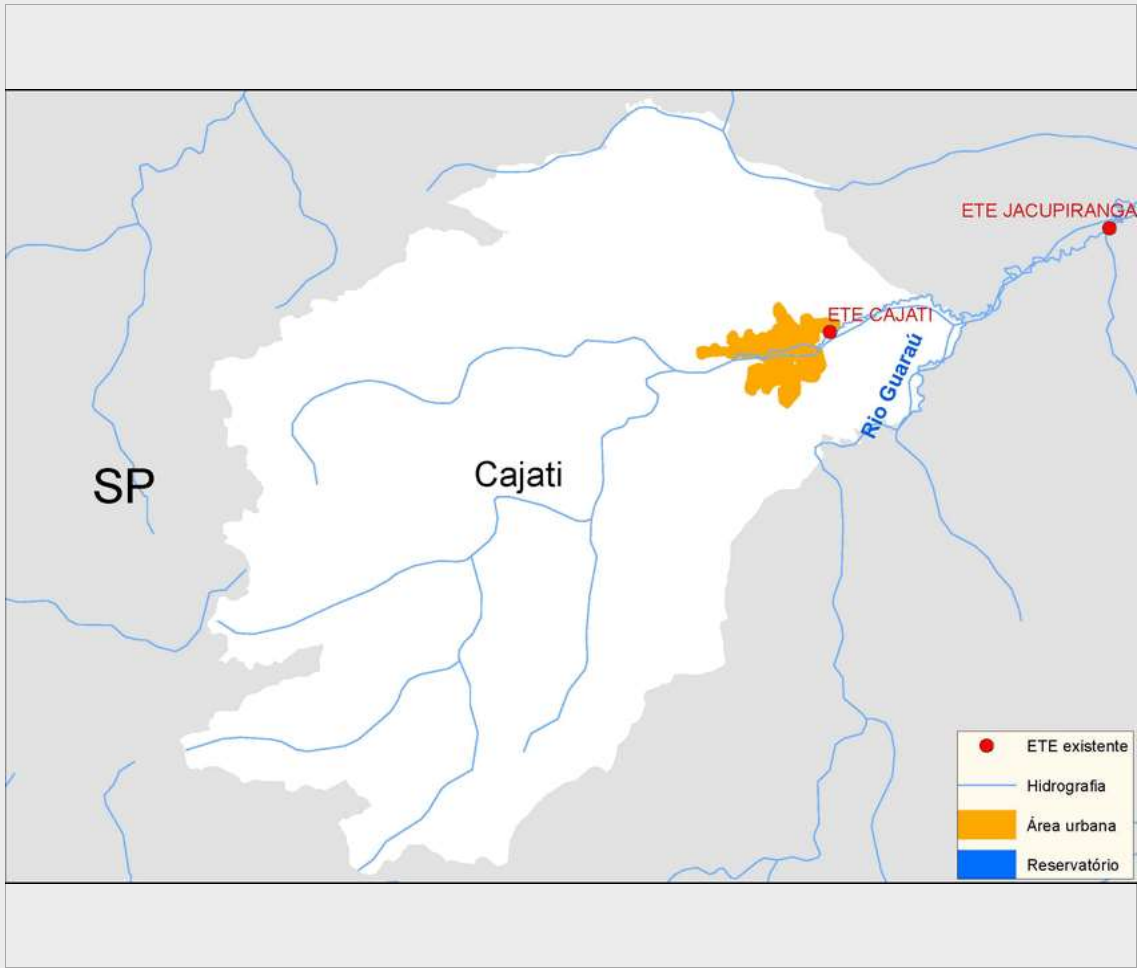 ETE JACUPIRANGA
ETE CAJATI
Rio Guaraú
Cajati
SP
ETE existente
Hidrografia
Área urbana
Reservatório